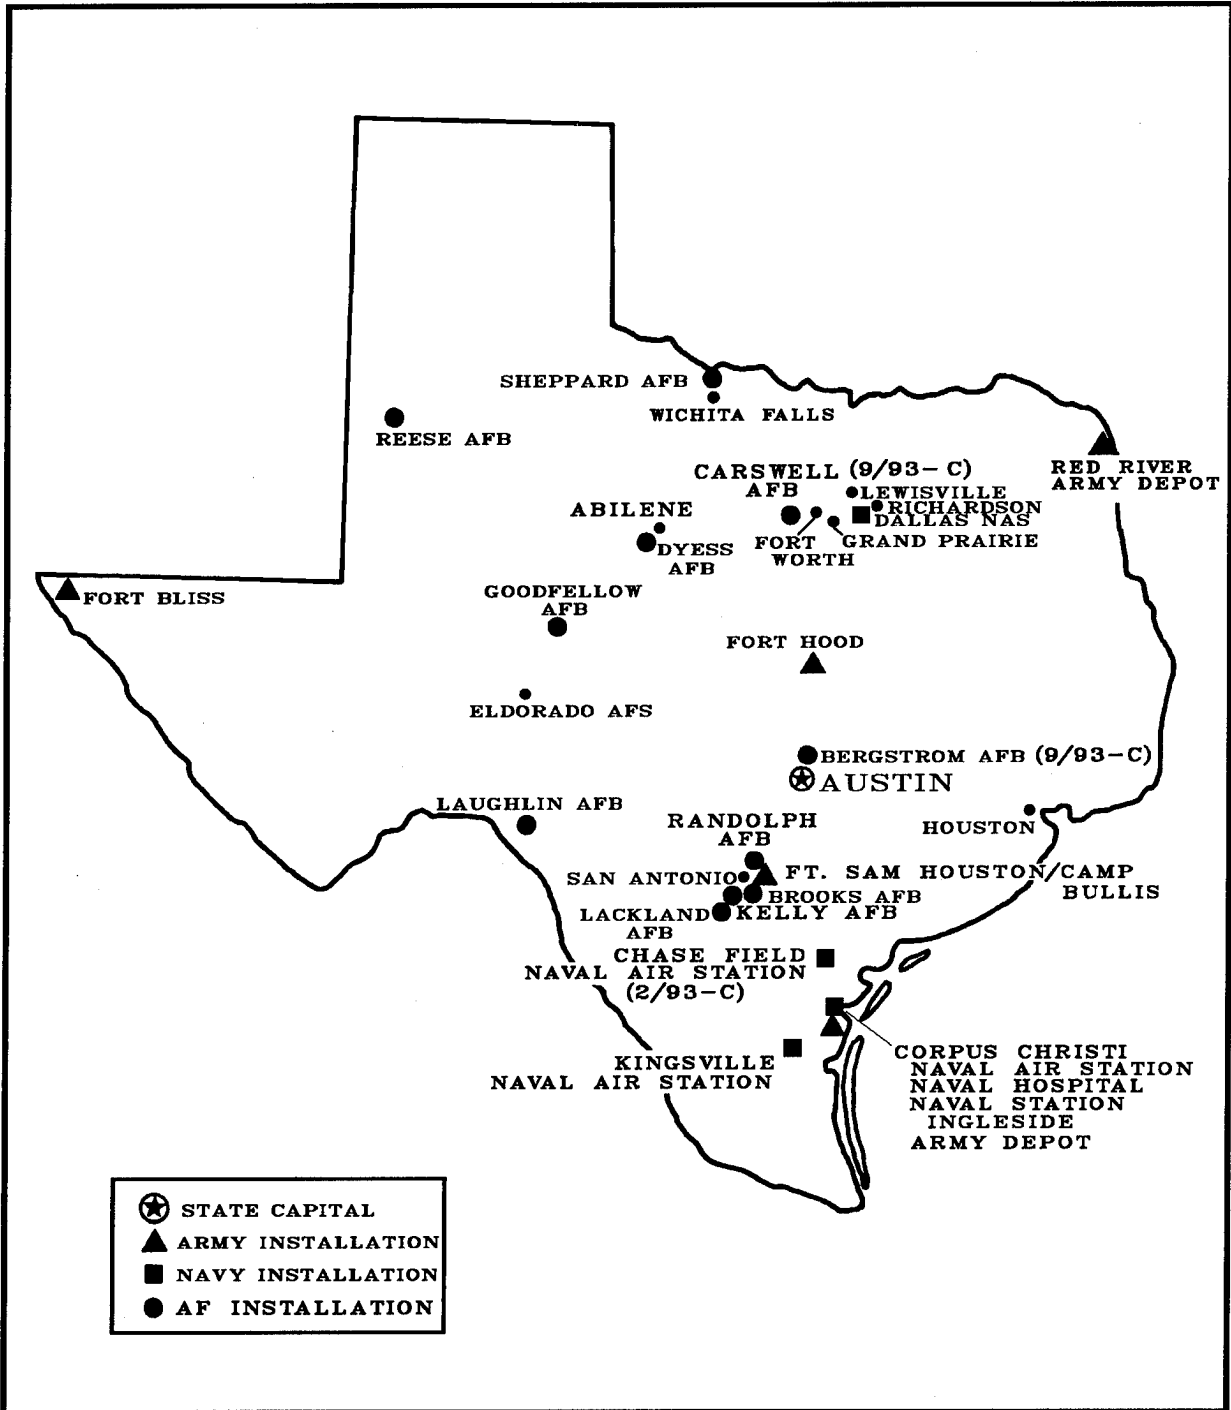 SHEPPARD AFB
WICHITA FALLS
REESE AFB
CARSWELL (9/93-C)
AFB
RED RIVER
ARMY DEPOT
LEWISVILLE
RICHARDSON
DALLAS NAS
ABILENE
DYESS
AFB
FORT
WORTH
GRAND PRAIRIE
FORT BLISS
GOODFELLOW
AFB
FORT HOOD
ELDORADO AFS
BERGSTROM AFB (9/93-C)
AUSTIN
LAUGHLIN AFB
RANDOLPH
AFB
HOUSTON
SAN ANTONIO
FT. SAM HOUSTON/CAMP
BULLIS
BROOKS AFB
LACKLAND
AFB
KELLY AFB
CHASE FIELD
NAVAL AIR STATION
(2/93-C)
KINGSVILLE
NAVAL AIR STATION
CORPUS CHRISTI
NAVAL AIR STATION
NAVAL HOSPITAL
NAVAL STATION
INGLESIDE
ARMY DEPOT
STATE CAPITAL
ARMY INSTALLATION
NAVY INSTALLATION
AF INSTALLATION